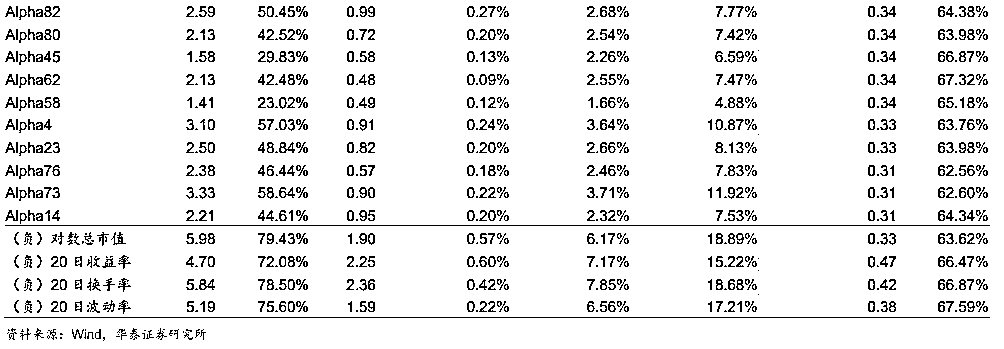 Alpha82 2.59 50.45% 0.99 0.27% 2.68% 7.77% 0.34 64.38%
Alpha80 2.13 42.52% 0.72 0.20% 2.54% 7.42% 0.34 63.98%
Alpha45 1.58 29.83% 0.58 0.13% 2.26% 6.59% 0.34 66.87%
Alpha62 2.13 42.48% 0.48 0.09% 2.55% 7.47% 0.34 67.32%
Alpha58 1.41 23.02% 0.49 0.12% 1.66% 4.88% 0.34 65.18%
Alpha4 3.10 57.03% 0.91 0.24% 3.64% 10.87% 0.33 63.76%
Alpha23 2.50 48.84% 0.82 0.20% 2.66% 8.13% 0.33 63.98%
Alpha76 2.38 46.44% 0.57 0.18% 2.46% 7.83% 0.31 62.56%
Alpha73 3.33 58.64% 0.90 0.22% 3.71% 11.92% 0.31 62.60%
Alpha14 2.21 44.61% 0.95 0.20% 2.32% 7.53% 0.31 64.34%
（负）对数总市值 5.98 79.43% 1.90 0.57% 6.17% 18.89% 0.33 63.62%
（负）20日收益率 4.70 72.08% 2.25 0.60% 7.17% 15.22% 0.47 66.47%
（负）20日换手率 5.84 78.50% 2.36 0.42% 7.85% 18.68% 0.42 66.87%
（负）20日波动率 5.19 75.60% 1.59 0.22% 6.56% 17.21% 0.38 67.59%
资料来源：Wind，华泰证券研究所